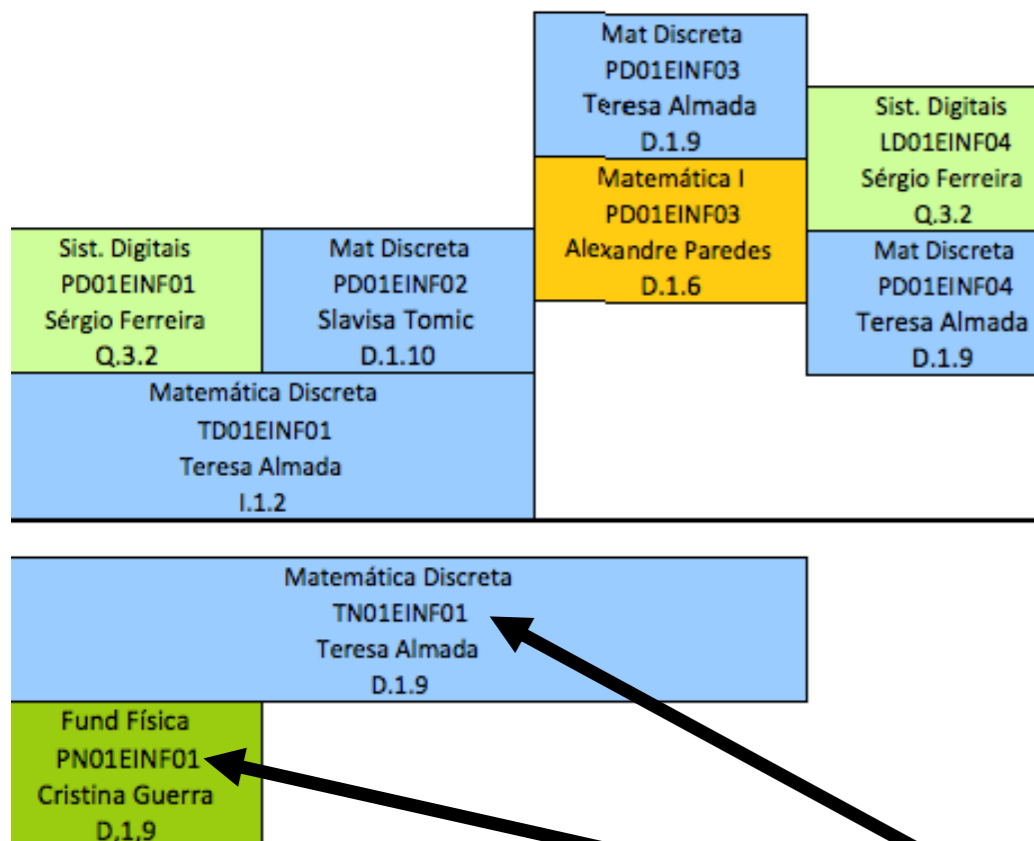 Mat Discreta
PD01EINF03
Teresa Almada
D.1.9
Sist. Digitais
LD01EINF04
Sérgio Ferreira
Q.3.2
Matemática I
PD01EINF03
Alexandre Paredes
D.1.6
Sist. Digitais
PD01EINF01
Sérgio Ferreira
Q.3.2
Mat Discreta
PD01EINF02
Slavisa Tomic
D.1.10
Mat Discreta
PD01EINF04
Teresa Almada
D.1.9
Matemática Discreta
TD01EINF01
Teresa Almada
I.1.2
Matemática Discreta
TN01EINF01
Teresa Almada
D.1.9
Fund Física
PN01EINF01
Cristina Guerra
D,1,9